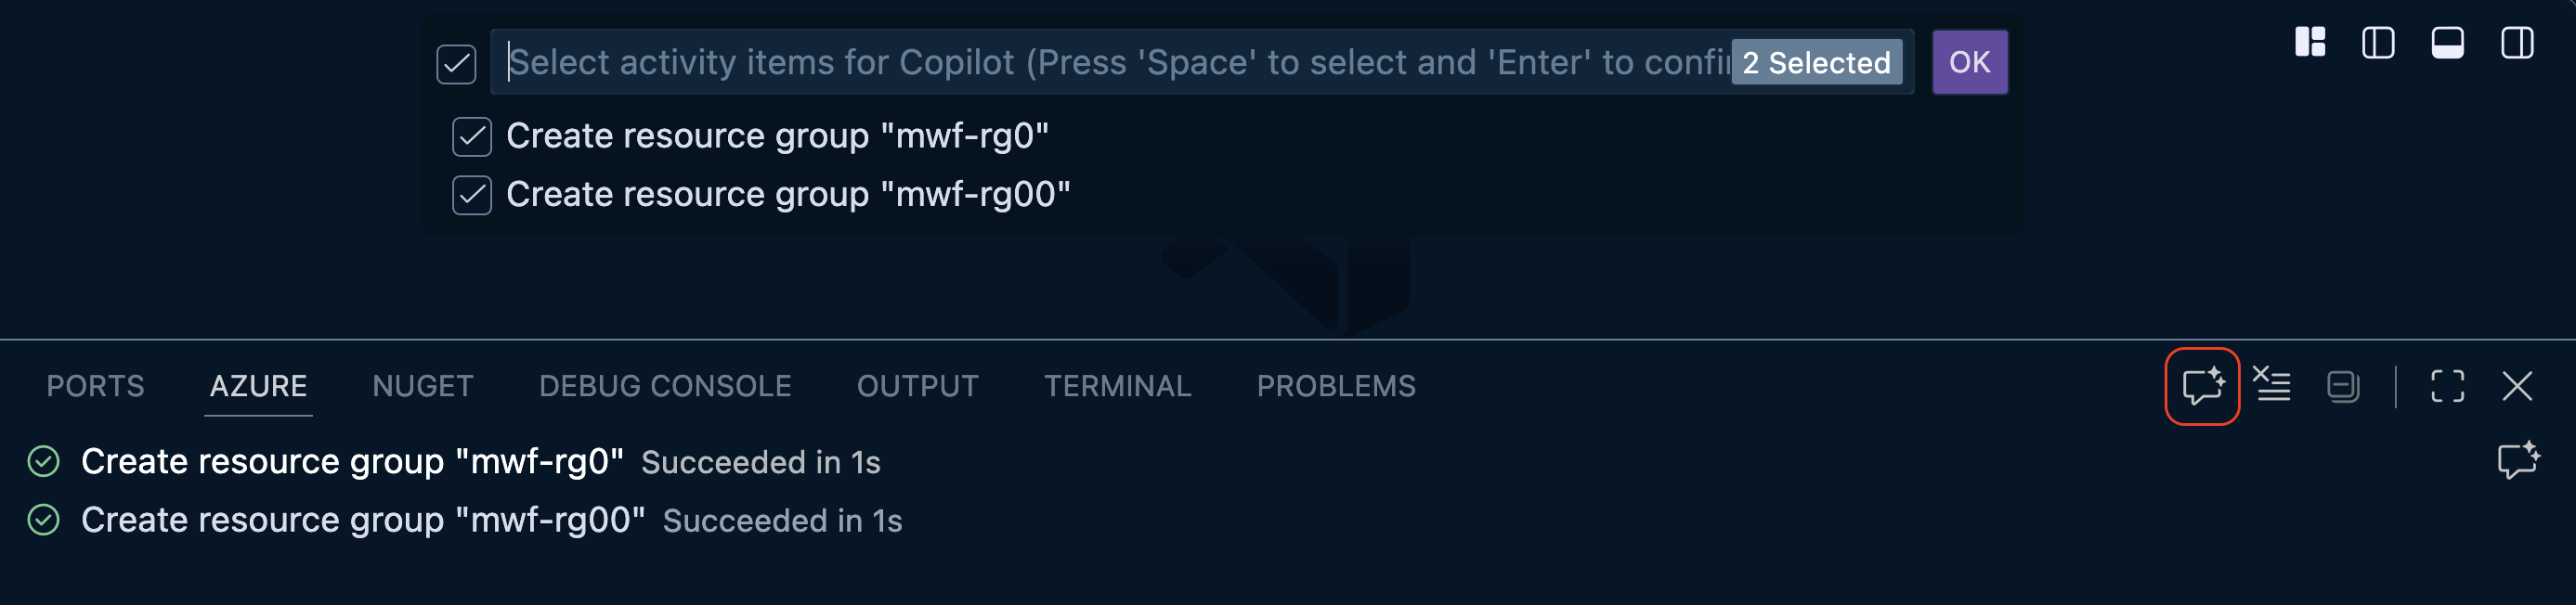 Select activity items for Copilot (Press 'Space' to select and 'Enter' to confir 2 Selected OK
Create resource group "mwf-rg0"
Create resource group "mwf-rg00"
PORTS AZURE NUGET DEBUG CONSOLE OUTPUT TERMINAL PROBLEMS
Create resource group "mwf-rg0" Succeeded in 1s
Create resource group "mwf-rg00" Succeeded in 1s